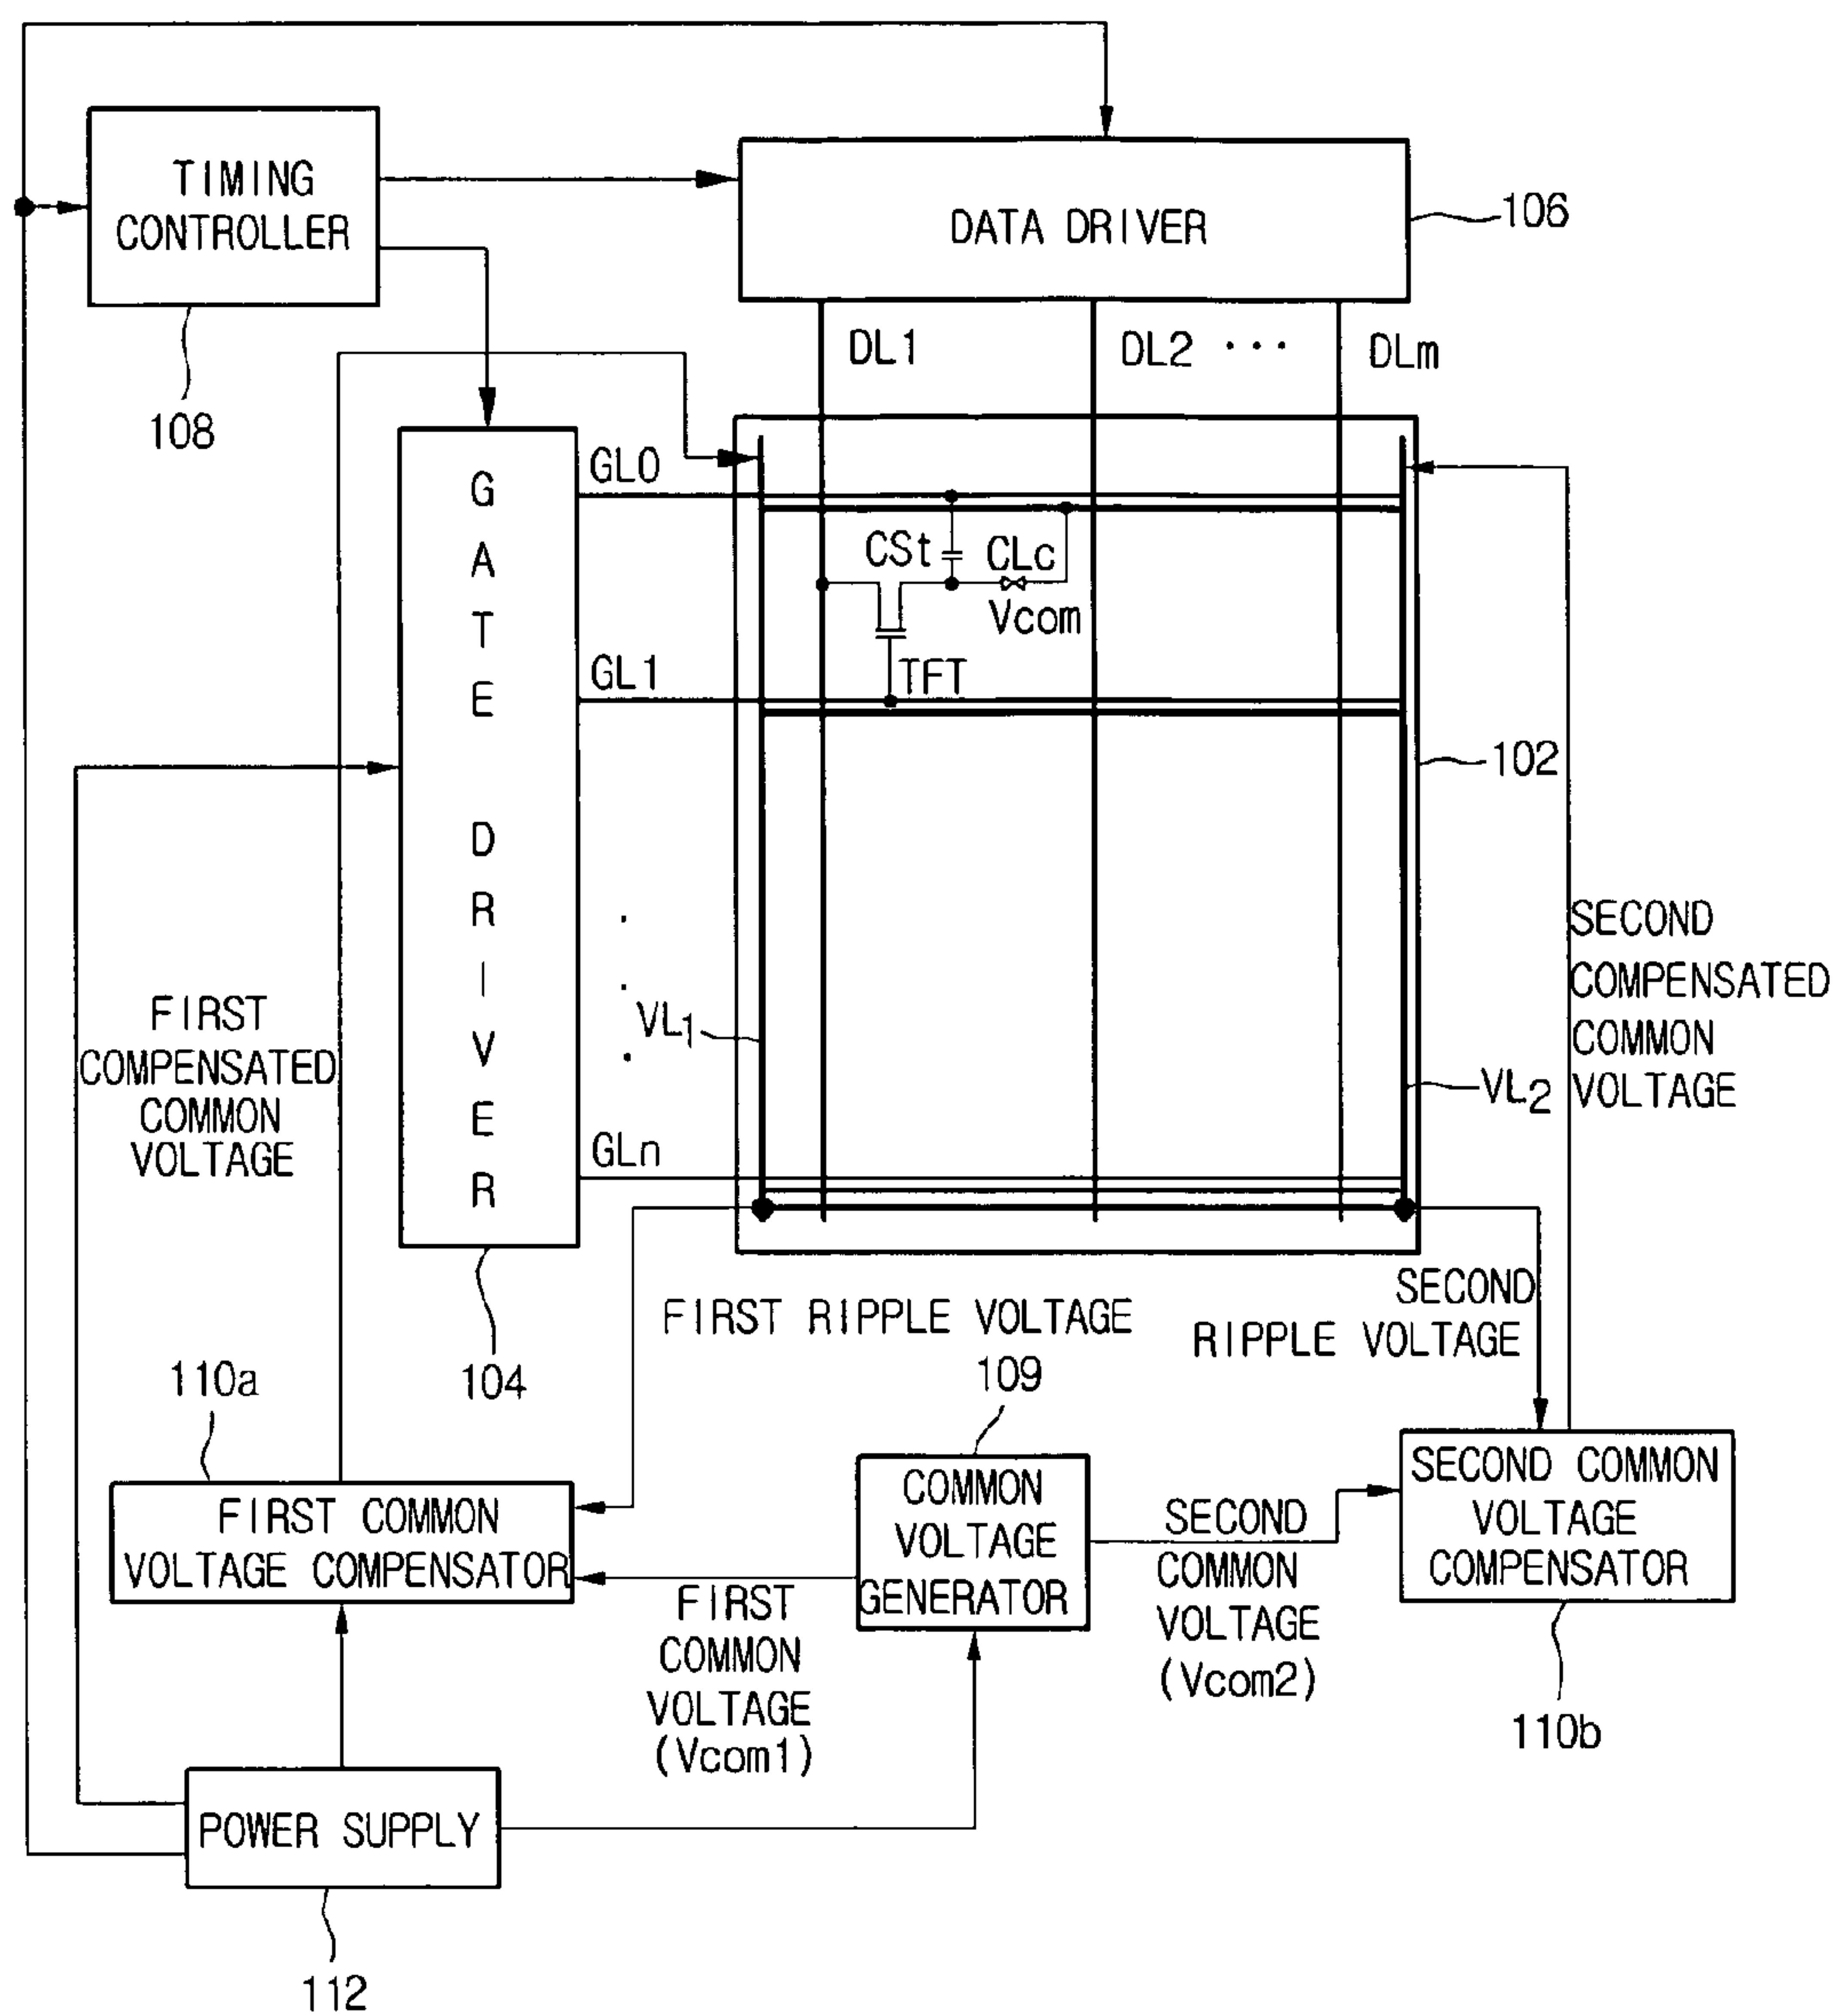 TIMING
CONTROLLER
108
DATA DRIVER
106
DL1
DL2 ...
DLm
GATE DRIVER
104
GL0
CSt
CLc
Vcom
GL1
TFT
102
VL1
VL2
GLn
FIRST
COMPENSATED
COMMON
VOLTAGE
SECOND
COMPENSATED
COMMON
VOLTAGE
FIRST RIPPLE VOLTAGE
SECOND
RIPPLE VOLTAGE
110a
FIRST COMMON
VOLTAGE COMPENSATOR
109
COMMON
VOLTAGE
GENERATOR
FIRST
COMMON
VOLTAGE
(Vcom1)
SECOND
COMMON
VOLTAGE
(Vcom2)
SECOND COMMON
VOLTAGE
COMPENSATOR
110b
POWER SUPPLY
112